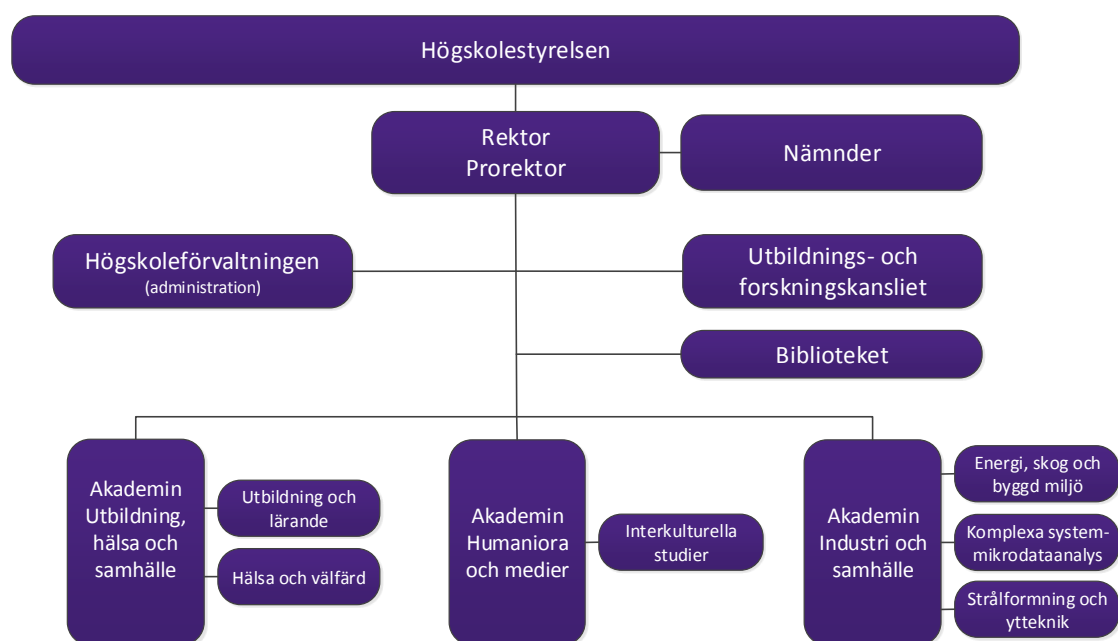 Högskolestyrelsen
Rektor
Prorektor
Nämnder
Högskoleförvaltningen
(administration)
Utbildnings- och
forskningskansliet
Biblioteket
Akademin
Utbildning,
hälsa och
samhälle
Utbildning och
lärande
Hälsa och välfärd
Akademin
Humaniora
och medier
Interkulturella
studier
Akademin
Industri och
samhälle
Energi, skog och
byggd miljö
Komplexa system-
mikrodataanalys
Strålformning och
ytteknik